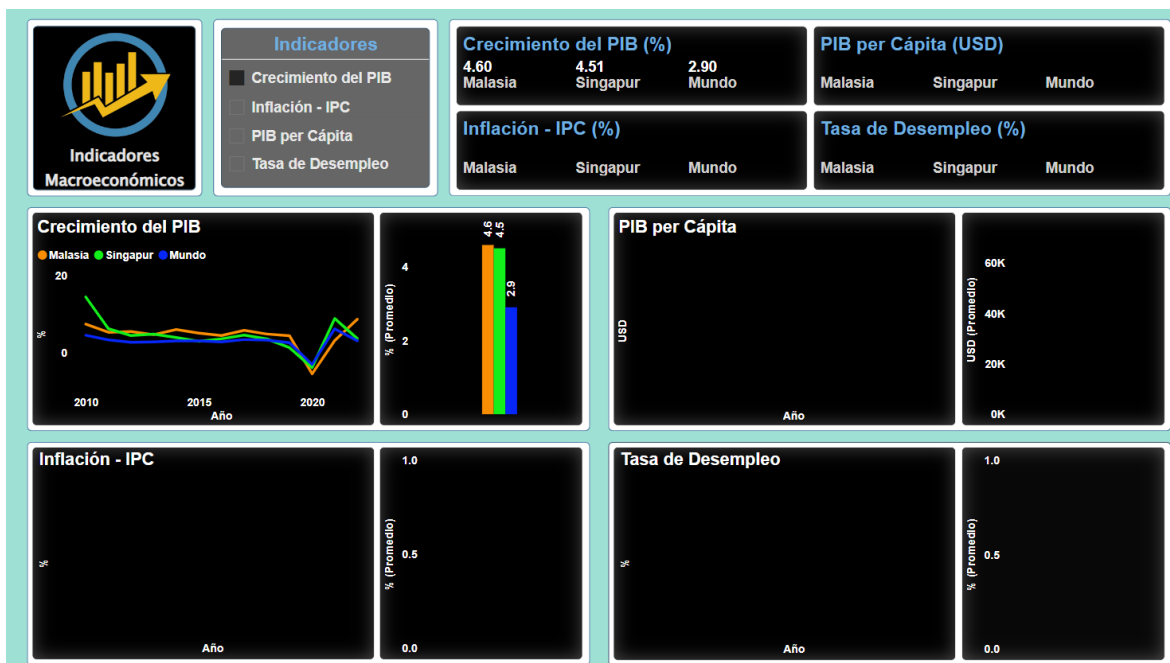 Indicadores
Macroeconómicos
Indicadores
Crecimiento del PIB
Inflación - IPC
PIB per Cápita
Tasa de Desempleo
Crecimiento del PIB (%)
4.60 4.51 2.90
Malasia Singapur Mundo
PIB per Cápita (USD)
Malasia Singapur Mundo
Inflación - IPC (%)
Malasia Singapur Mundo
Tasa de Desempleo (%)
Malasia Singapur Mundo
Crecimiento del PIB
Malasia Singapur Mundo
20
%
0
2010 2015 2020
Año
4.6
4.5
2.9
4
% (Promedio)
2
0
PIB per Cápita
USD
Año
60K
USD (Promedio)
40K
20K
0K
Inflación - IPC
%
Año
1.0
% (Promedio)
0.5
0.0
Tasa de Desempleo
%
Año
1.0
% (Promedio)
0.5
0.0